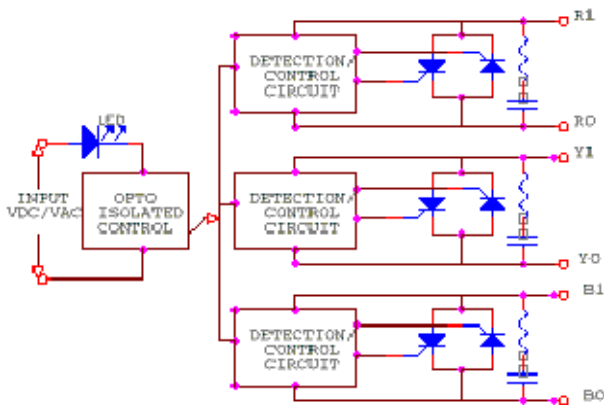 R1
DETECTION/
CONTROL
CIRCUIT
LED
R0
Y1
INPUT
VDC/VAC
OPTO
ISOLATED
CONTROL
DETECTION/
CONTROL
CIRCUIT
Y0
B1
DETECTION/
CONTROL
CIRCUIT
B0